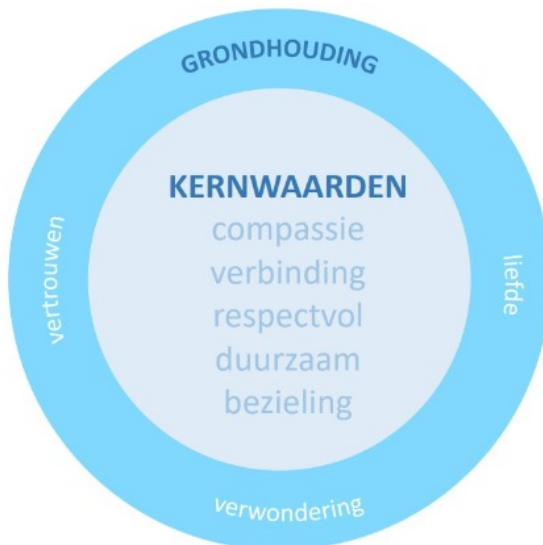 GRONDHOUDING
KERNWAARDEN
compassie
verbinding
respectvol
duurzaam
bezieling
vertrouwen
liefde
verwondering